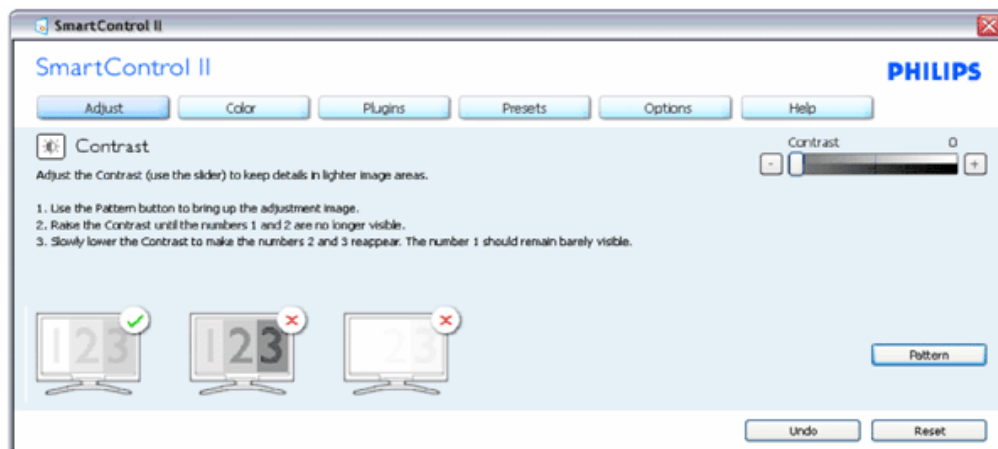 SmartControl II
SmartControl II
PHILIPS
Adjust Color Plugins Presets Options Help
Contrast
Contrast 0
- +
Adjust the Contrast (use the slider) to keep details in lighter image areas.
1. Use the Pattern button to bring up the adjustment image.
2. Raise the Contrast until the numbers 1 and 2 are no longer visible.
3. Slowly lower the Contrast to make the numbers 2 and 3 reappear. The number 1 should remain barely visible.
123 123 23
Pattern
Undo Reset